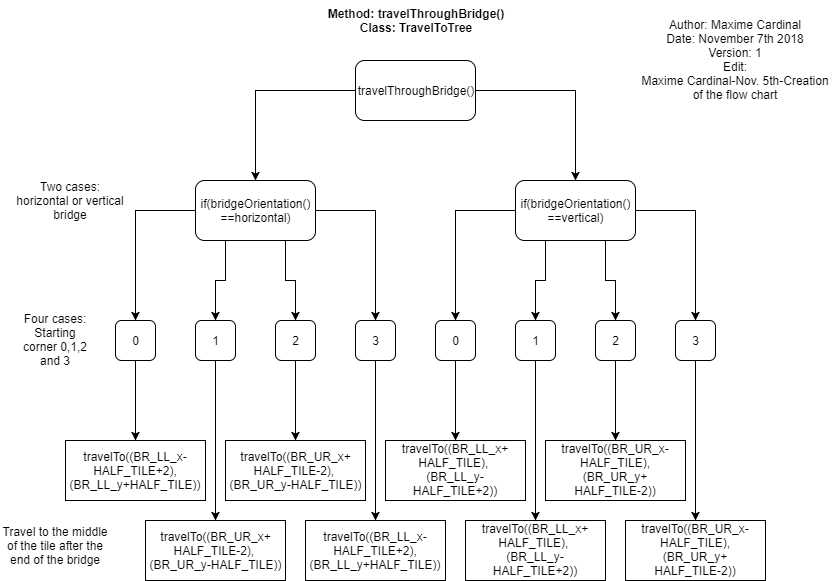 Method: travelThroughBridge()
Class: TravelToTree
Author: Maxime Cardinal
Date: November 7th 2018
Version: 1
Edit:
Maxime Cardinal-Nov. 5th-Creation
of the flow chart
travelThroughBridge()
Two cases:
horizontal or vertical
bridge
if(bridgeOrientation()
==horizontal)
if(bridgeOrientation()
==vertical)
Four cases:
Starting
corner 0,1,2
and 3
0
1
2
3
0
1
2
3
travelTo((BR_LL_x-
HALF_TILE+2),
(BR_LL_y+HALF_TILE))
travelTo((BR_UR_x+
HALF_TILE-2),
(BR_UR_y-HALF_TILE))
travelTo((BR_LL_x+
HALF_TILE),
(BR_LL_y-
HALF_TILE+2))
travelTo((BR_UR_x-
HALF_TILE),
(BR_UR_y+
HALF_TILE-2))
Travel to the middle
of the tile after the
end of the bridge
travelTo((BR_UR_x+
HALF_TILE-2),
(BR_UR_y-HALF_TILE))
travelTo((BR_LL_x-
HALF_TILE+2),
(BR_LL_y+HALF_TILE))
travelTo((BR_LL_x+
HALF_TILE),
(BR_LL_y-
HALF_TILE+2))
travelTo((BR_UR_x-
HALF_TILE),
(BR_UR_y+
HALF_TILE-2))